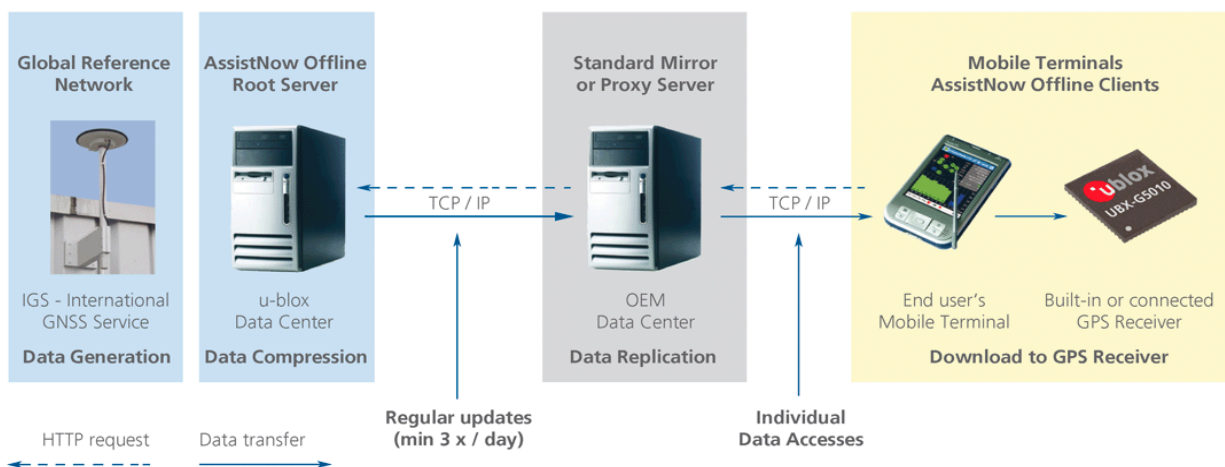 Global Reference
Network
IGS - International
GNSS Service
Data Generation
AssistNow Offline
Root Server
u-blox
Data Center
Data Compression
TCP / IP
Regular updates
(min 3 x / day)
Standard Mirror
or Proxy Server
OEM
Data Center
Data Replication
TCP / IP
Individual
Data Accesses
Mobile Terminals
AssistNow Offline Clients
ublox
UBX-G5010
End user's
Mobile Terminal
Built-in or connected
GPS Receiver
Download to GPS Receiver
HTTP request
Data transfer